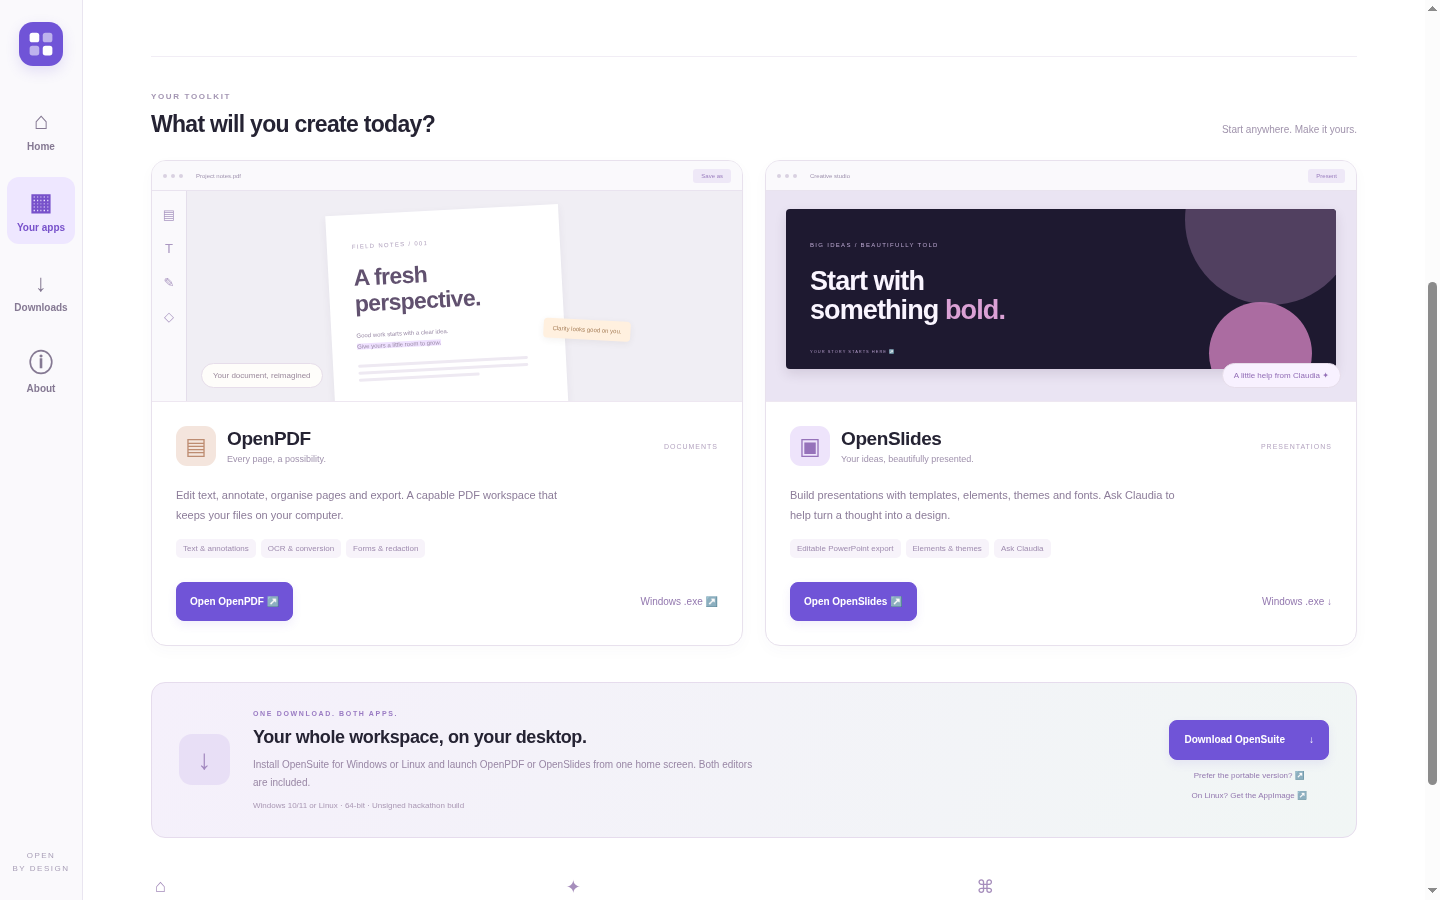 Home
Your apps
Downloads
About
OPEN
BY DESIGN
YOUR TOOLKIT
What will you create today?
Start anywhere. Make it yours.
Project notes.pdf
Save as
T
FIELD NOTES / 001
A fresh
perspective.
Good work starts with a clear idea.
Give yours a little room to grow.
Clarity looks good on you.
Your document, reimagined
OpenPDF
Every page, a possibility.
DOCUMENTS
Edit text, annotate, organise pages and export. A capable PDF workspace that
keeps your files on your computer.
Text & annotations
OCR & conversion
Forms & redaction
Open OpenPDF ↗
Windows .exe ↗
Creative studio
Present
BIG IDEAS / BEAUTIFULLY TOLD
Start with
something bold.
YOUR STORY STARTS HERE ↗
A little help from Claudia ✦
OpenSlides
Your ideas, beautifully presented.
PRESENTATIONS
Build presentations with templates, elements, themes and fonts. Ask Claudia to
help turn a thought into a design.
Editable PowerPoint export
Elements & themes
Ask Claudia
Open OpenSlides ↗
Windows .exe ↓
ONE DOWNLOAD. BOTH APPS.
Your whole workspace, on your desktop.
Install OpenSuite for Windows or Linux and launch OpenPDF or OpenSlides from one home screen. Both editors
are included.
Windows 10/11 or Linux · 64-bit · Unsigned hackathon build
Download OpenSuite ↓
Prefer the portable version? ↗
On Linux? Get the AppImage ↗